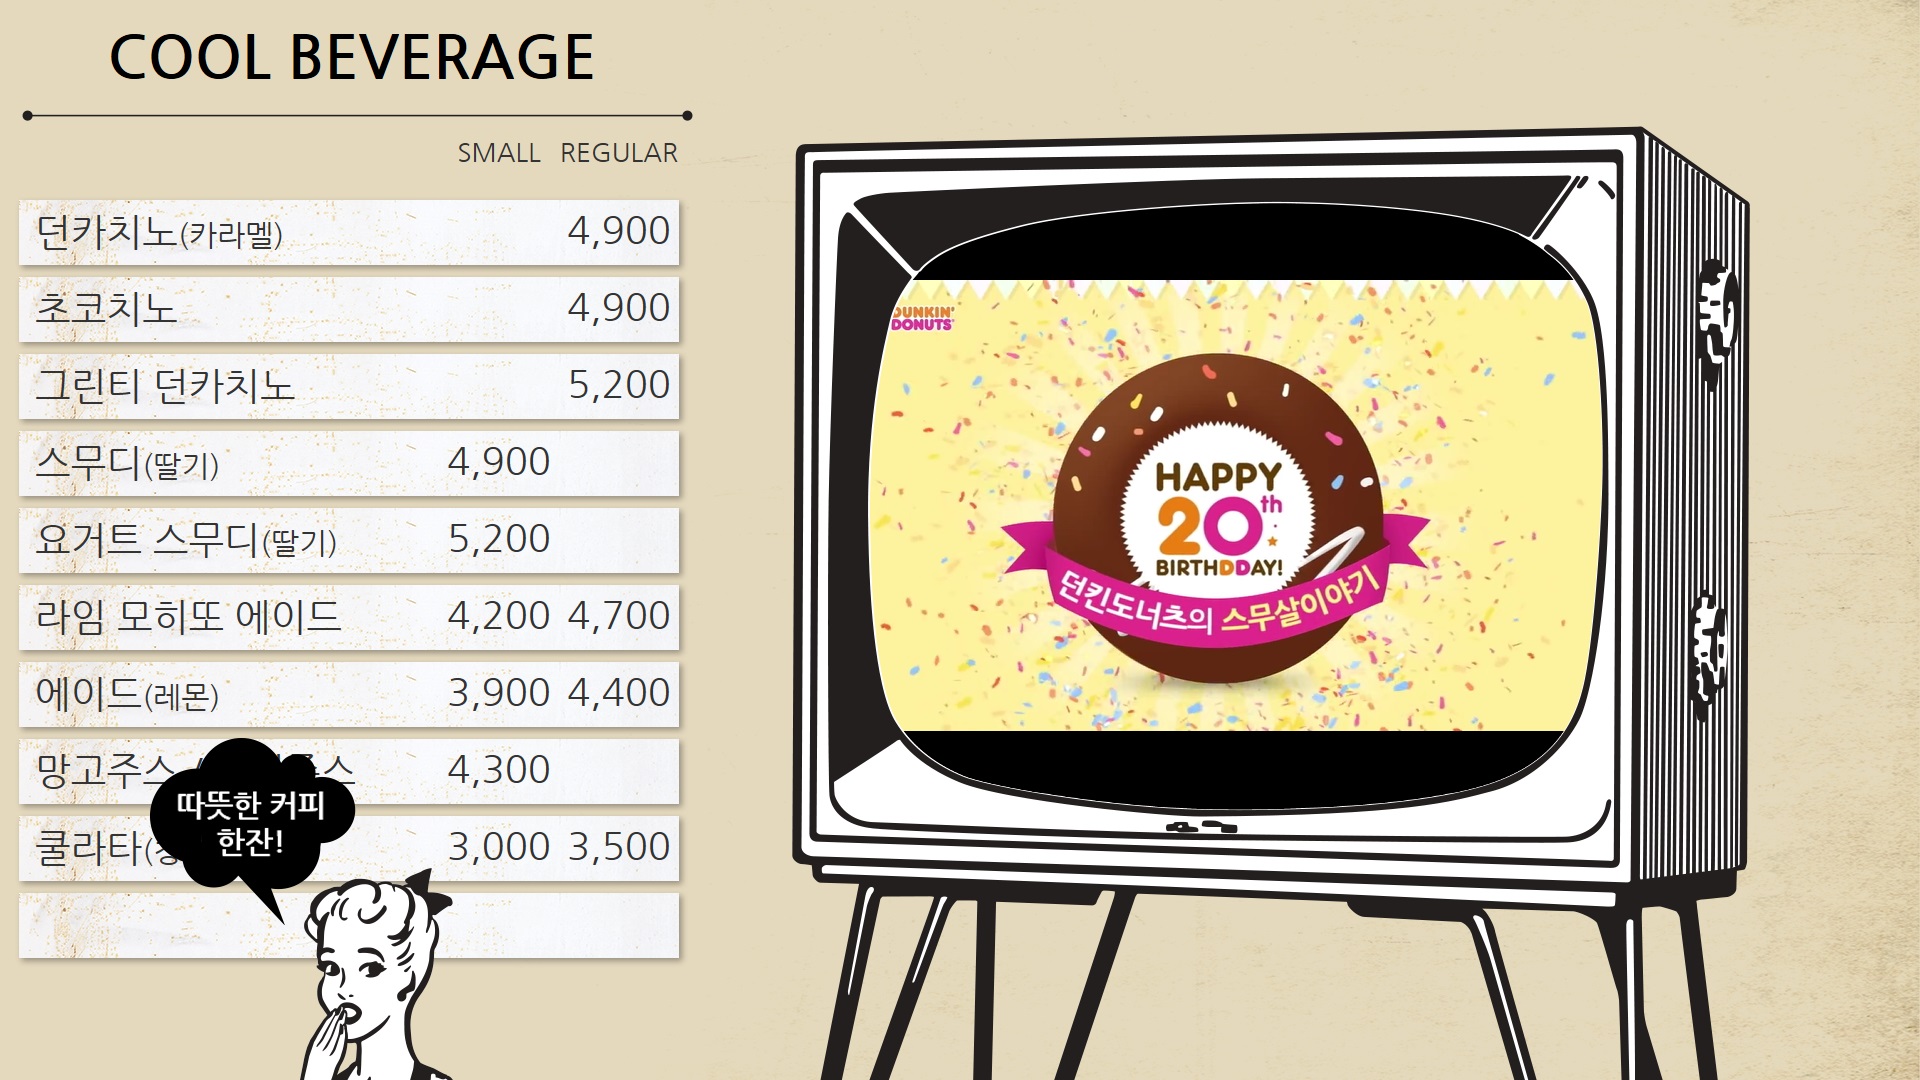 COOL BEVERAGE
SMALL REGULAR
던카치노(카라멜) 4,900
초코치노 4,900
그린티 던카치노 5,200
스무디(딸기) 4,900
요거트 스무디(딸기) 5,200
라임 모히또 에이드 4,200 4,700
에이드(레몬) 3,900 4,400
망고주스 4,300
쿨라타( 3,000 3,500
따뜻한 커피
한잔!
DUNKIN'
DONUTS
HAPPY
20th
BIRTHDDAY!
던킨도너츠의 스무살이야기